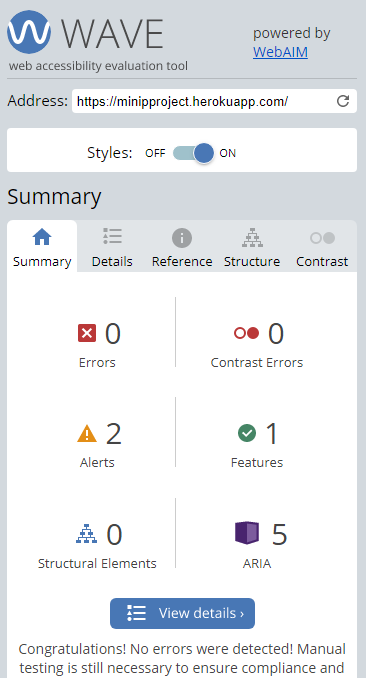 WAVE
powered by
WebAIM
web accessibility evaluation tool
Address: https://minipproject.herokuapp.com/
Styles: OFF ON
Summary
Summary Details Reference Structure Contrast
0 0
Errors Contrast Errors
2 1
Alerts Features
0 5
Structural Elements ARIA
View details ›
Congratulations! No errors were detected! Manual
testing is still necessary to ensure compliance and